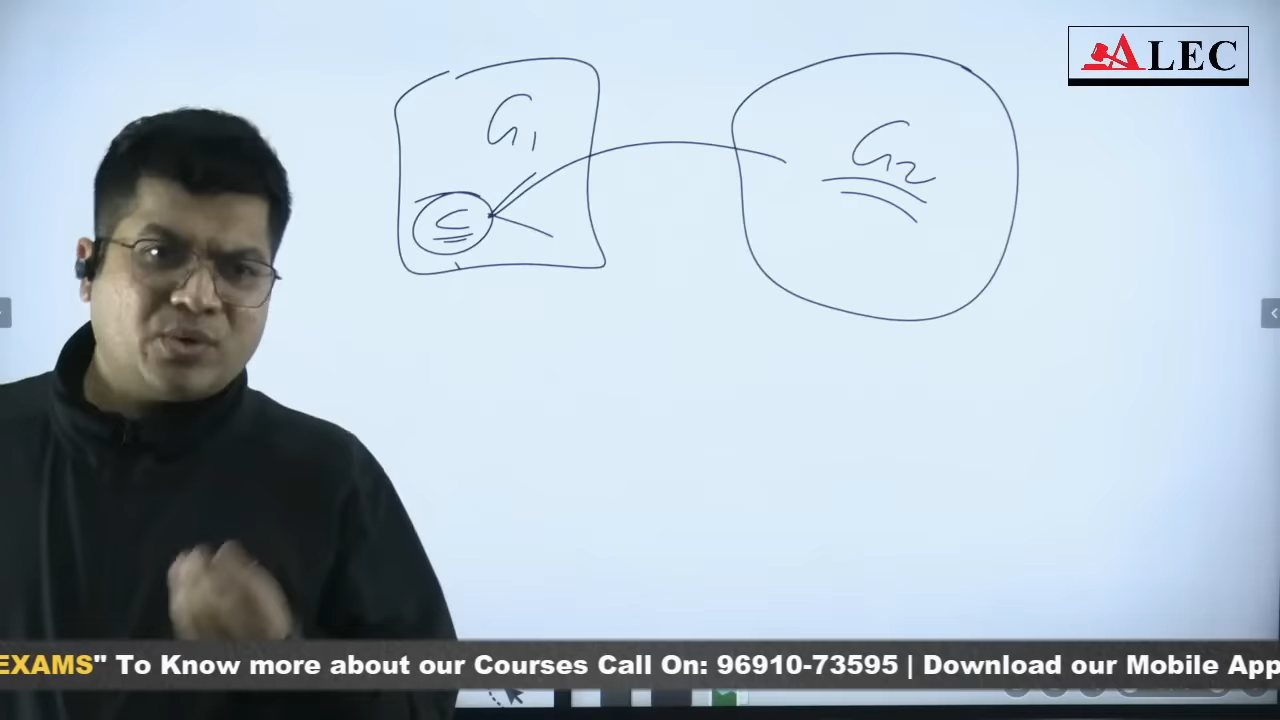 ALEC
G1
G2
C
EXAMS" To Know more about our Courses Call On: 96910-73595 | Download our Mobile App